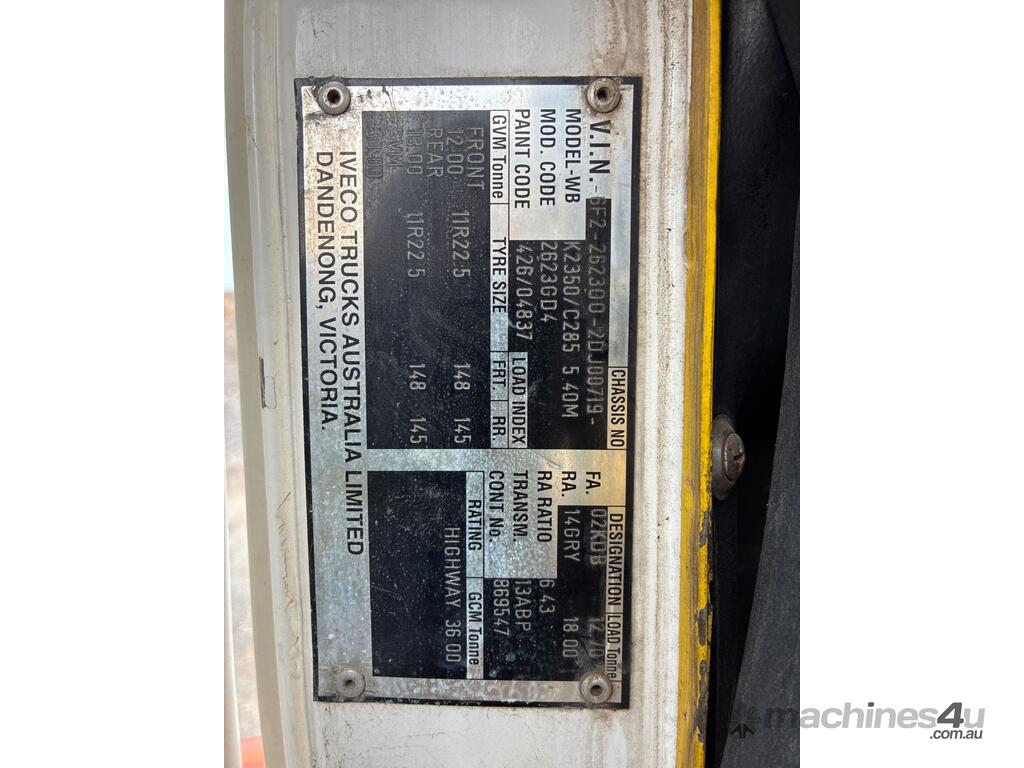 CHASSIS NO
V.I.N. -6F2-262300-2DJ00719-
MODEL-WB K2350/C285 5.40M
MOD. CODE 2623GD4
PAINT CODE 426/04837
GVM Tonne TYRE SIZE LOAD INDEX
FRT. RR.
FRONT
12.00 11R22.5 148 145
REAR
18.00 11R22.5 148 145
DESIGNATION LOAD Tonne
FA.
RA. 14GRY 18.00
RA RATIO 6.43
TRANSM. 13ABP
CONT No. 869547
RATING GCM Tonne
HIGHWAY 36.00
IVECO TRUCKS AUSTRALIA LIMITED
DANDENONG, VICTORIA.
machines4u
.com.au